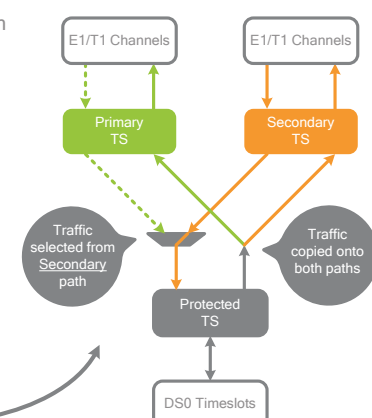 n
E1/T1 Channels
E1/T1 Channels
Primary
TS
Secondary
TS
Traffic
selected from
Secondary
path
Traffic
copied onto
both paths
Protected
TS
DS0 Timeslots